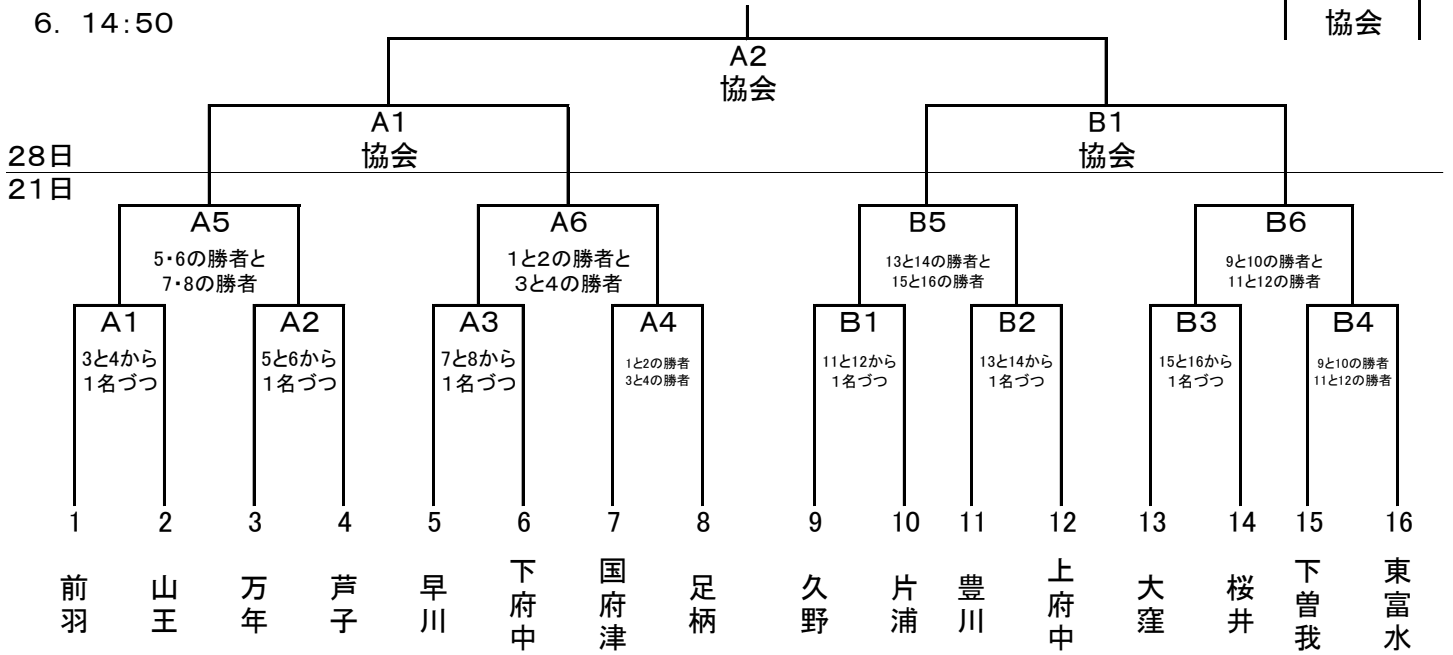 6. 14:50
協会
A2
協会
A1
協会
B1
協会
28日
21日
A5
5・6の勝者と
7・8の勝者
A6
1と2の勝者と
3と4の勝者
B5
13と14の勝者と
15と16の勝者
B6
9と10の勝者と
11と12の勝者
A1
3と4から
1名づつ
A2
5と6から
1名づつ
A3
7と8から
1名づつ
A4
1と2の勝者
3と4の勝者
B1
11と12から
1名づつ
B2
13と14から
1名づつ
B3
15と16から
1名づつ
B4
9と10の勝者
11と12の勝者
1 2 3 4 5 6 7 8 9 10 11 12 13 14 15 16
前羽
山王
万年
芦子
早川
下府中
国府津
足柄
久野
片浦
豊川
上府中
大窪
桜井
下曽我
東富水